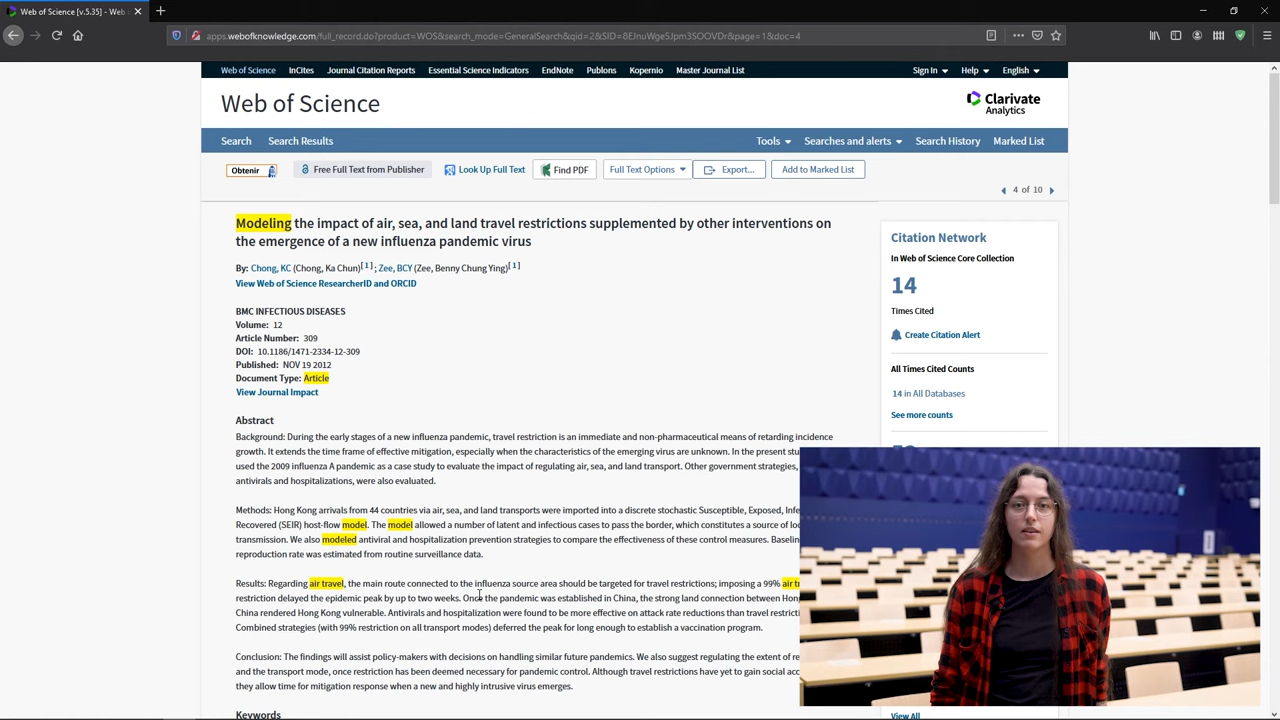 Web of Science [v.5.35] - Web
apps.webofknowledge.com/full_record.do?product=WOS&search_mode=GeneralSearch&qid=2&SID=8EJnuWge5Jpm3SOOVDr&page=1&doc=4
Web of Science InCites Journal Citation Reports Essential Science Indicators EndNote Publons Kopernio Master Journal List Sign In Help English
Web of Science
Clarivate
Analytics
Search Search Results Tools Searches and alerts Search History Marked List
Obtenir Free Full Text from Publisher Look Up Full Text Find PDF Full Text Options Export... Add to Marked List
4 of 10
Modeling the impact of air, sea, and land travel restrictions supplemented by other interventions on
the emergence of a new influenza pandemic virus
By: Chong, KC (Chong, Ka Chun)[ 1 ] ; Zee, BCY (Zee, Benny Chung Ying)[ 1 ]
View Web of Science ResearcherID and ORCID
BMC INFECTIOUS DISEASES
Volume: 12
Article Number: 309
DOI: 10.1186/1471-2334-12-309
Published: NOV 19 2012
Document Type: Article
View Journal Impact
Abstract
Background: During the early stages of a new influenza pandemic, travel restriction is an immediate and non-pharmaceutical means of retarding incidence
growth. It extends the time frame of effective mitigation, especially when the characteristics of the emerging virus are unknown. In the present
used the 2009 influenza A pandemic as a case study to evaluate the impact of regulating air, sea, and land transport. Other government strategies,
antivirals and hospitalizations, were also evaluated.
Methods: Hong Kong arrivals from 44 countries via air, sea, and land transports were imported into a discrete stochastic Susceptible, Exposed,
Recovered (SEIR) host-flow model. The model allowed a number of latent and infectious cases to pass the border, which constitutes a source of
transmission. We also modeled antiviral and hospitalization prevention strategies to compare the effectiveness of these control measures.
reproduction rate was estimated from routine surveillance data.
Results: Regarding air travel, the main route connected to the influenza source area should be targeted for travel restrictions; imposing a 99% air
restriction delayed the epidemic peak by up to two weeks. Once the pandemic was established in China, the strong land connection between
China rendered Hong Kong vulnerable. Antivirals and hospitalization were found to be more effective on attack rate reductions than travel
Combined strategies (with 99% restriction on all transport modes) deferred the peak for long enough to establish a vaccination program.
Conclusion: The findings will assist policy-makers with decisions on handling similar future pandemics. We also suggest regulating the extent of
and the transport mode, once restriction has been deemed necessary for pandemic control. Although travel restrictions have yet to gain social
they allow time for mitigation response when a new and highly intrusive virus emerges.
Keywords
Citation Network
In Web of Science Core Collection
14
Times Cited
Create Citation Alert
All Times Cited Counts
14 in All Databases
See more counts
View All